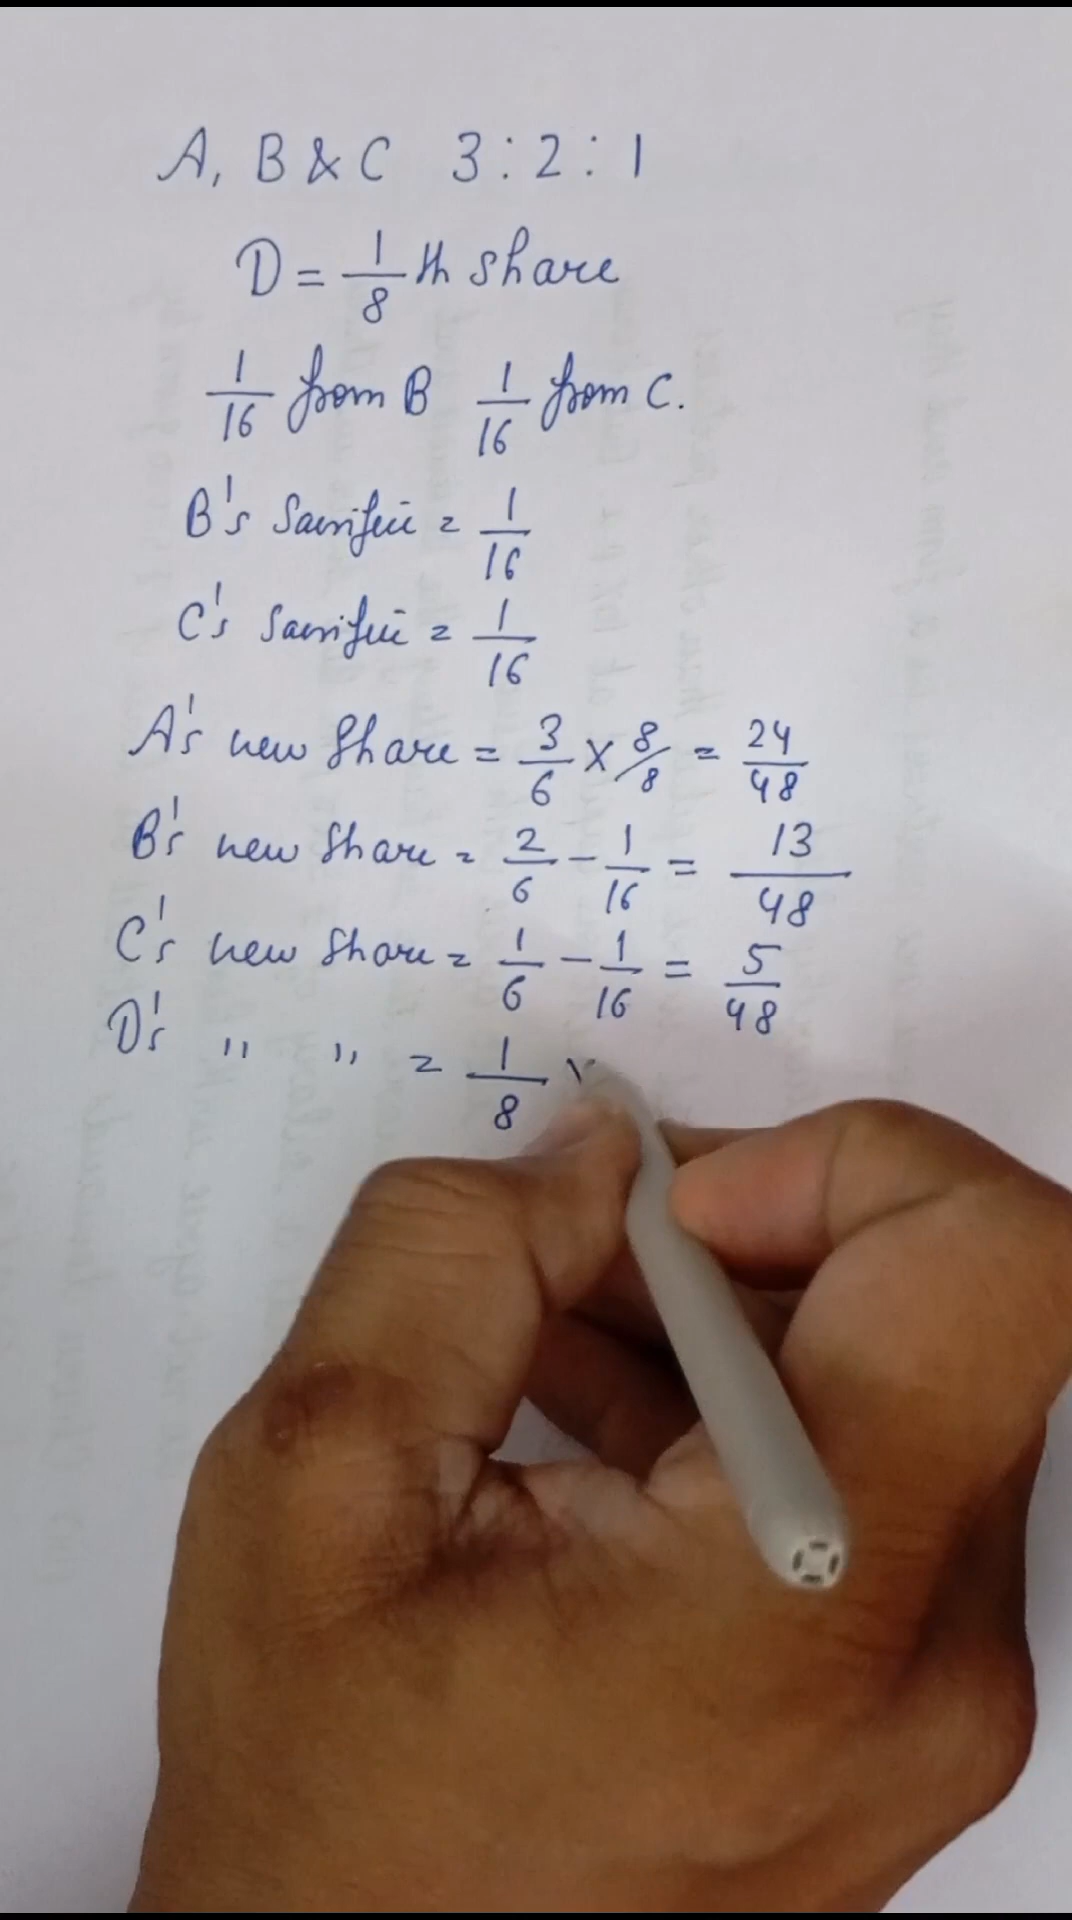 A, B & C 3 : 2 : 1
D = 1/8 th share
1/16 from B 1/16 from C.
B's Sacrifice = 1/16
C's Sacrifice = 1/16
A's new Share = 3/6 × 8/8 = 24/48
B's new Share = 2/6 - 1/16 = 13/48
C's new Share = 1/6 - 1/16 = 5/48
D's " " = 1/8